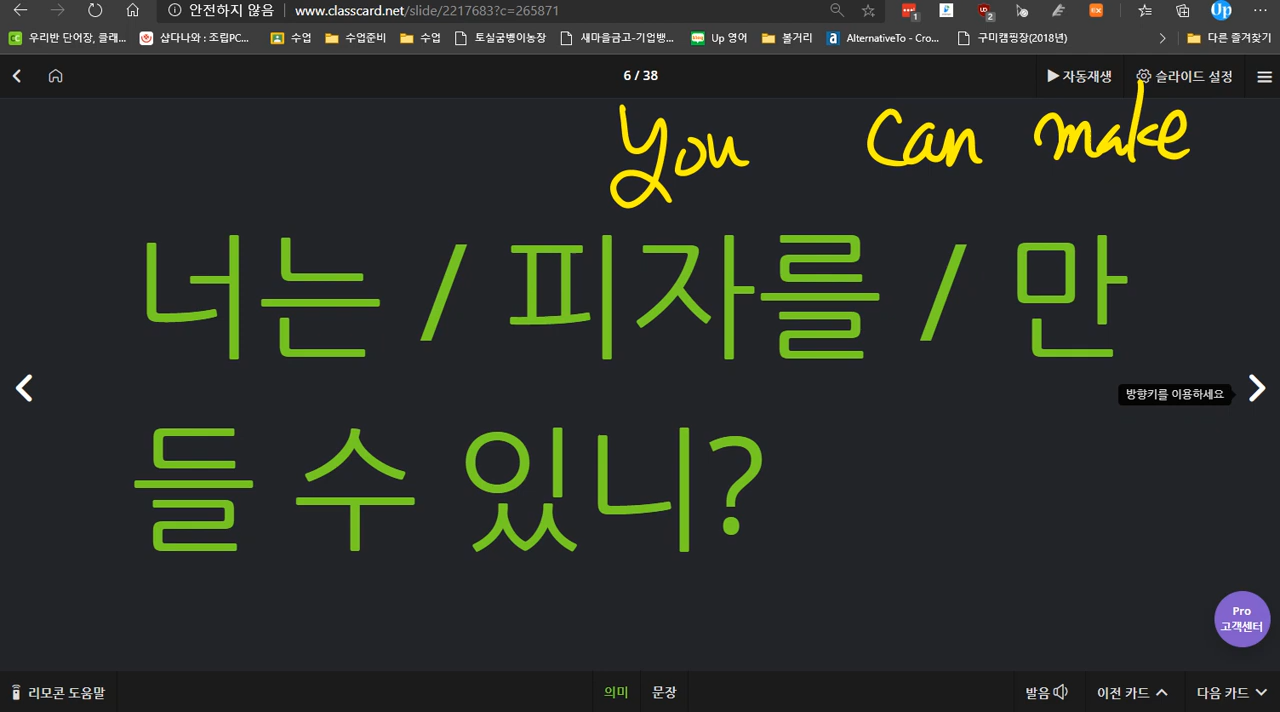 안전하지 않음 www.classcard.net/slide/2217683?c=265871
우리반 단어장, 클래... 샵다나와 : 조립PC... 수업 수업준비 수업 토실금뱅이농장 새마을금고-기업뱅... Up 영어 볼거리 AlternativeTo - Cro... 구미캠핑장(2018년) 다른 즐겨찾기
6 / 38 ▶ 자동재생 슬라이드 설정
You can make
너는 / 피자를 / 만
방향키를 이용하세요
들 수 있니?
Pro
고객센터
리모콘 도움말 의미 문장 발음 이전 카드 다음 카드